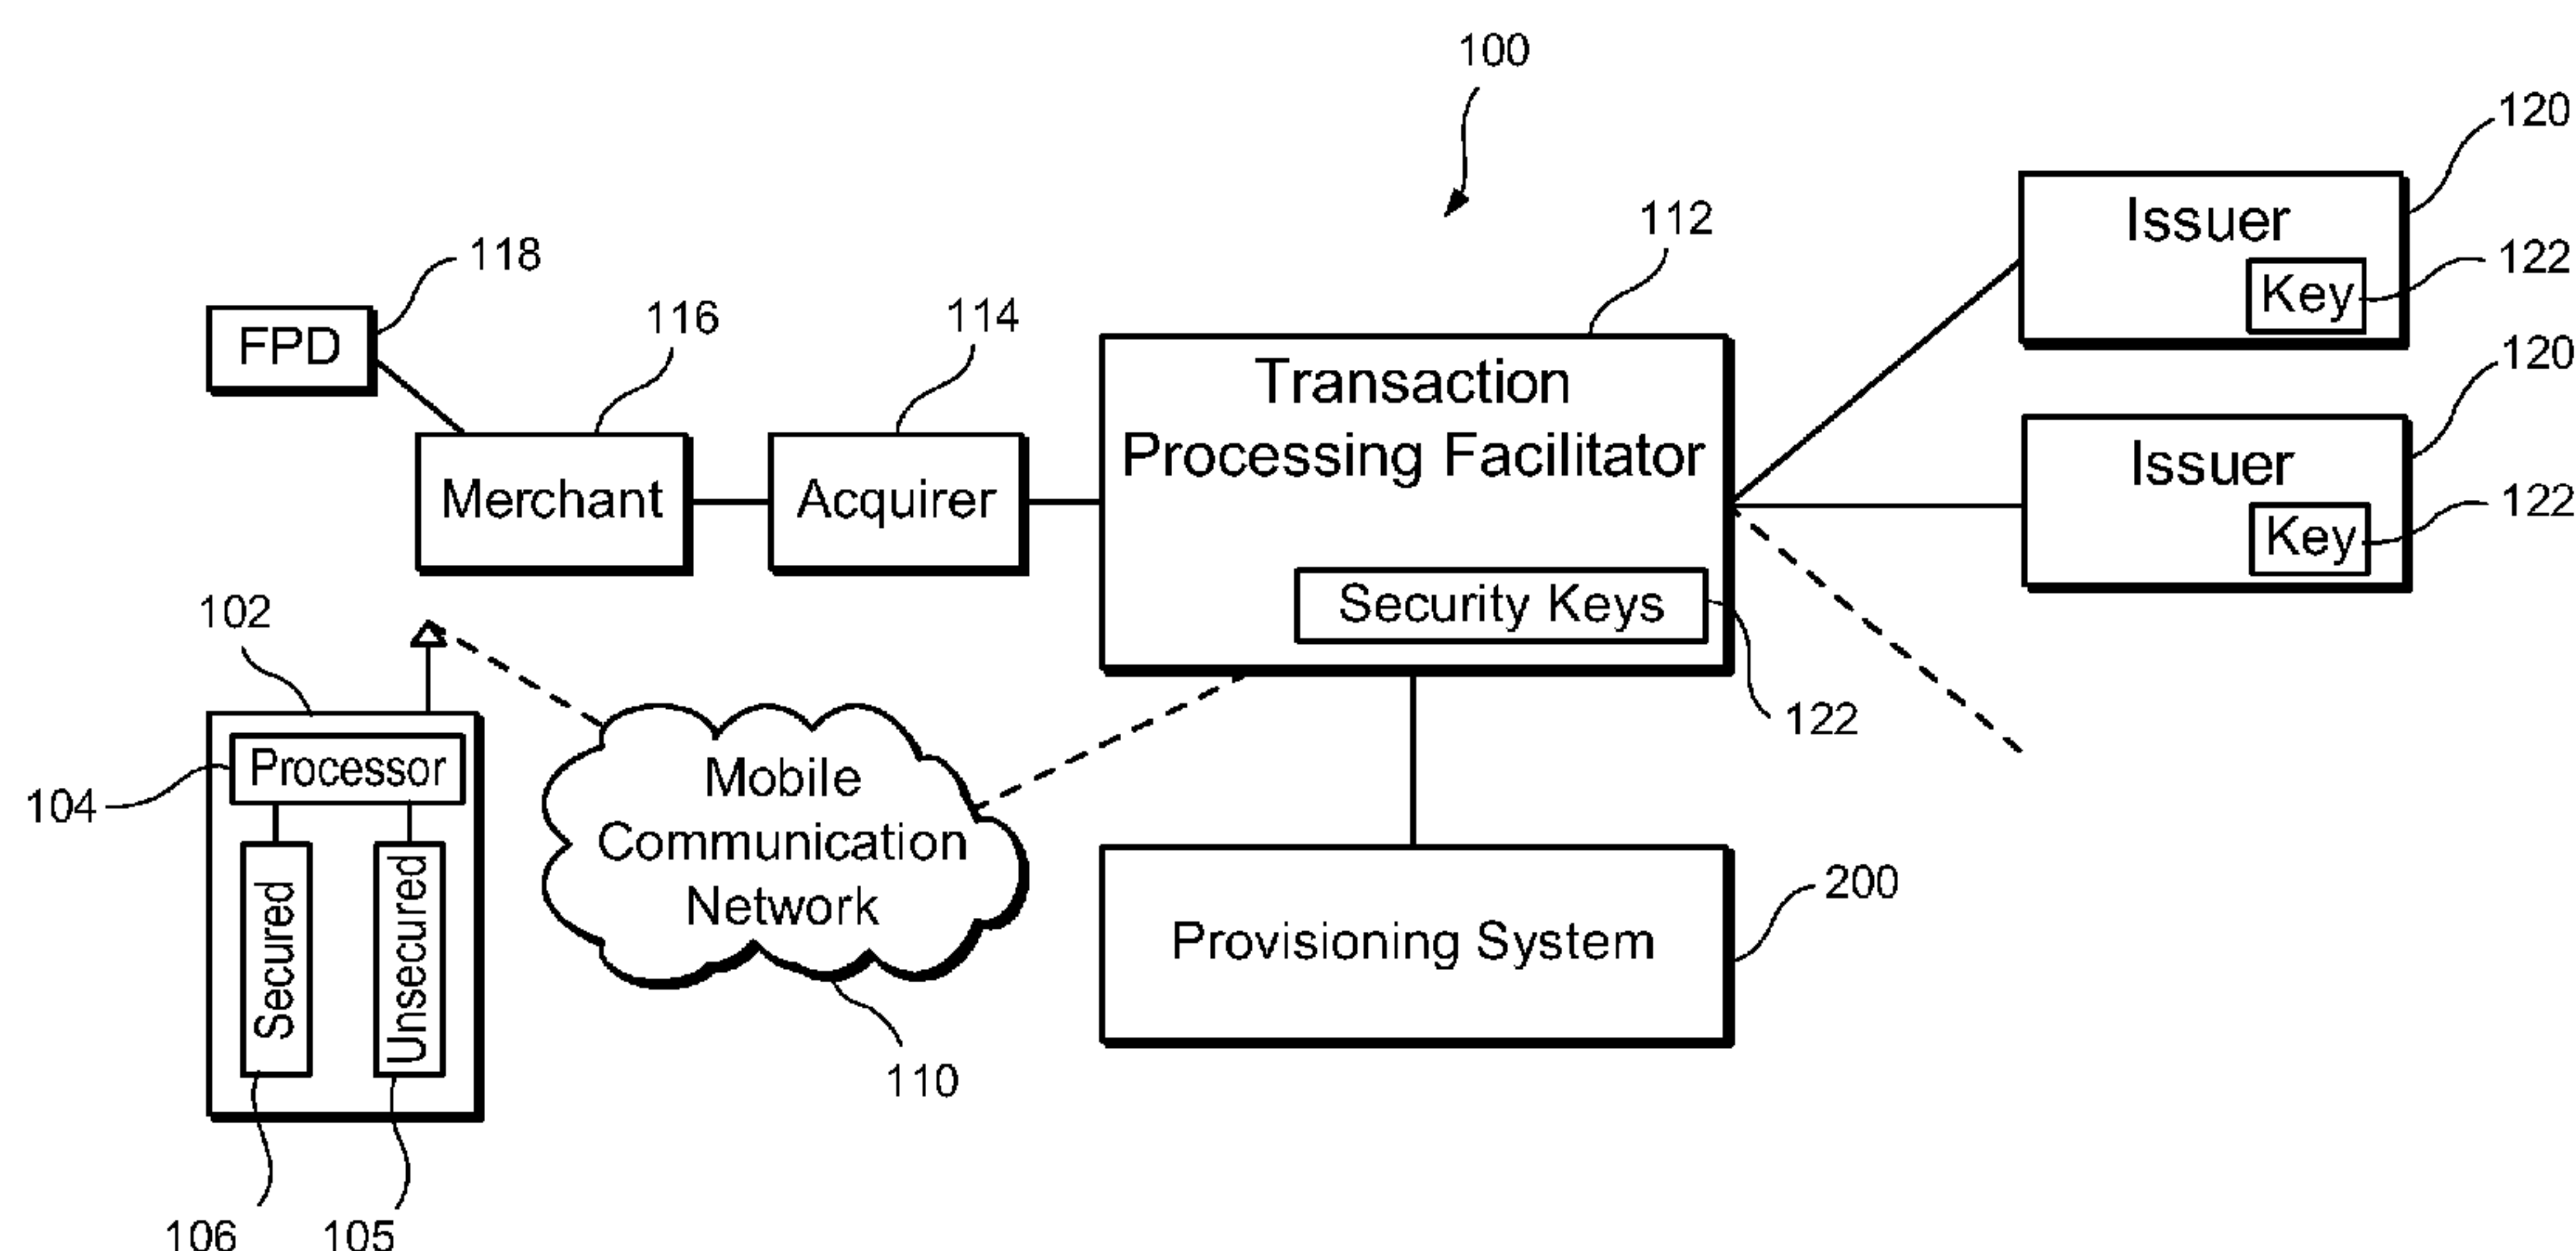 100
120
Issuer
Key
122
112
118
FPD
116
114
Transaction
Processing Facilitator
Security Keys
122
120
Issuer
Key
122
Merchant
Acquirer
102
Processor
104
Secured
Unsecured
106
105
Mobile
Communication
Network
110
Provisioning System
200